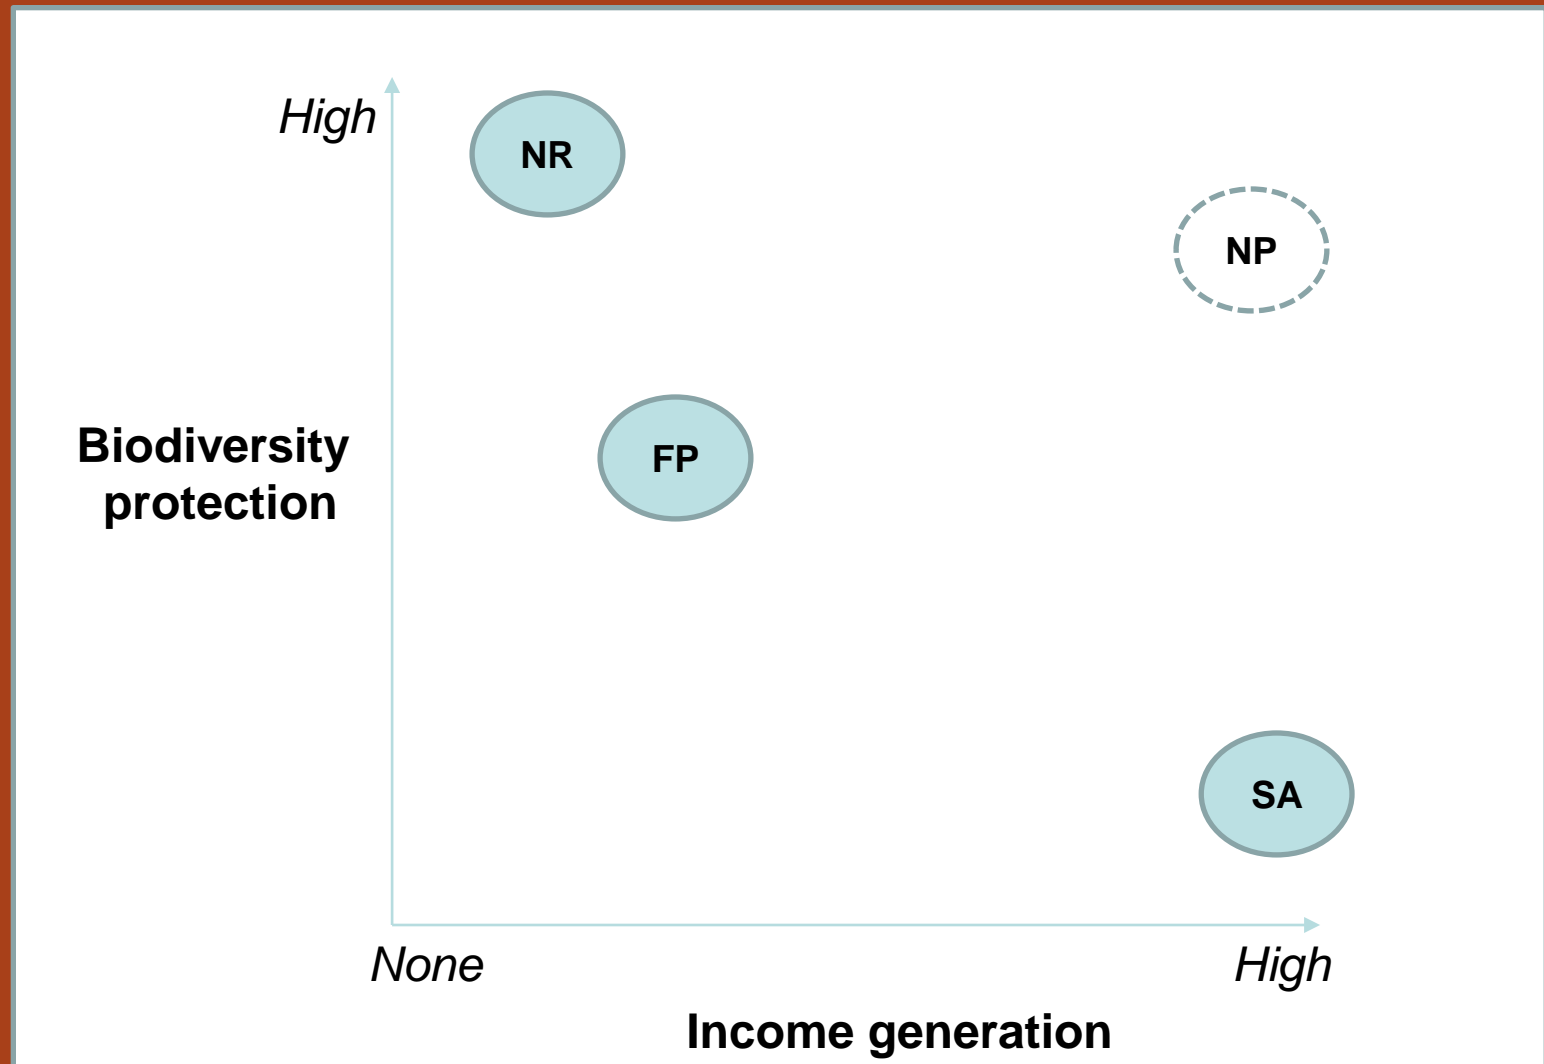 High
NR
NP
Biodiversity
protection
FP
SA
None
High
Income generation